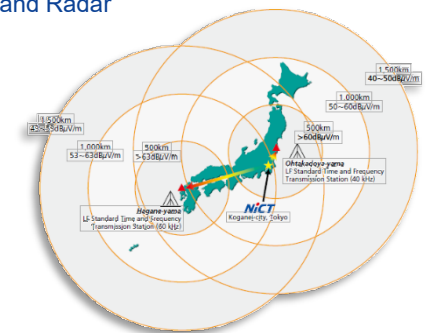 and Radar
1,500km
40~50dBμV/m
1,000km
50~60dBμV/m
500km
>60dBμV/m
Ohtakadoya-yama
LF Standard Time and Frequency
Transmission Station (40 kHz)
1,500km
1,000km
53~63dBμV/m
500km
>63dBμV/m
Hagane-yama
LF Standard Time and Frequency
Transmission Station (60 kHz)
NiCT
Koganei-city, Tokyo